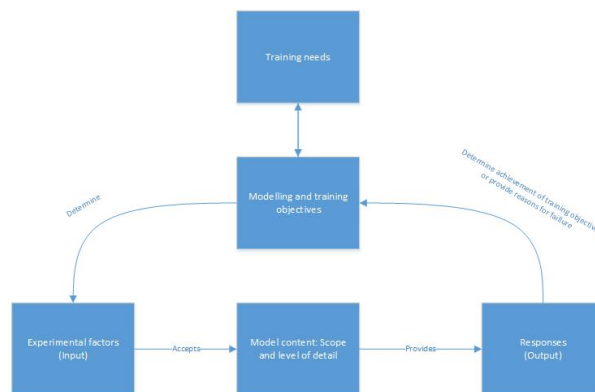 Training needs
Modelling and training
objectives
Determine
Determine achievement of training objective
or provide reasons for failure
Experimental factors
(Input)
Accepts
Model content: Scope
and level of detail
Provides
Responses
(Output)